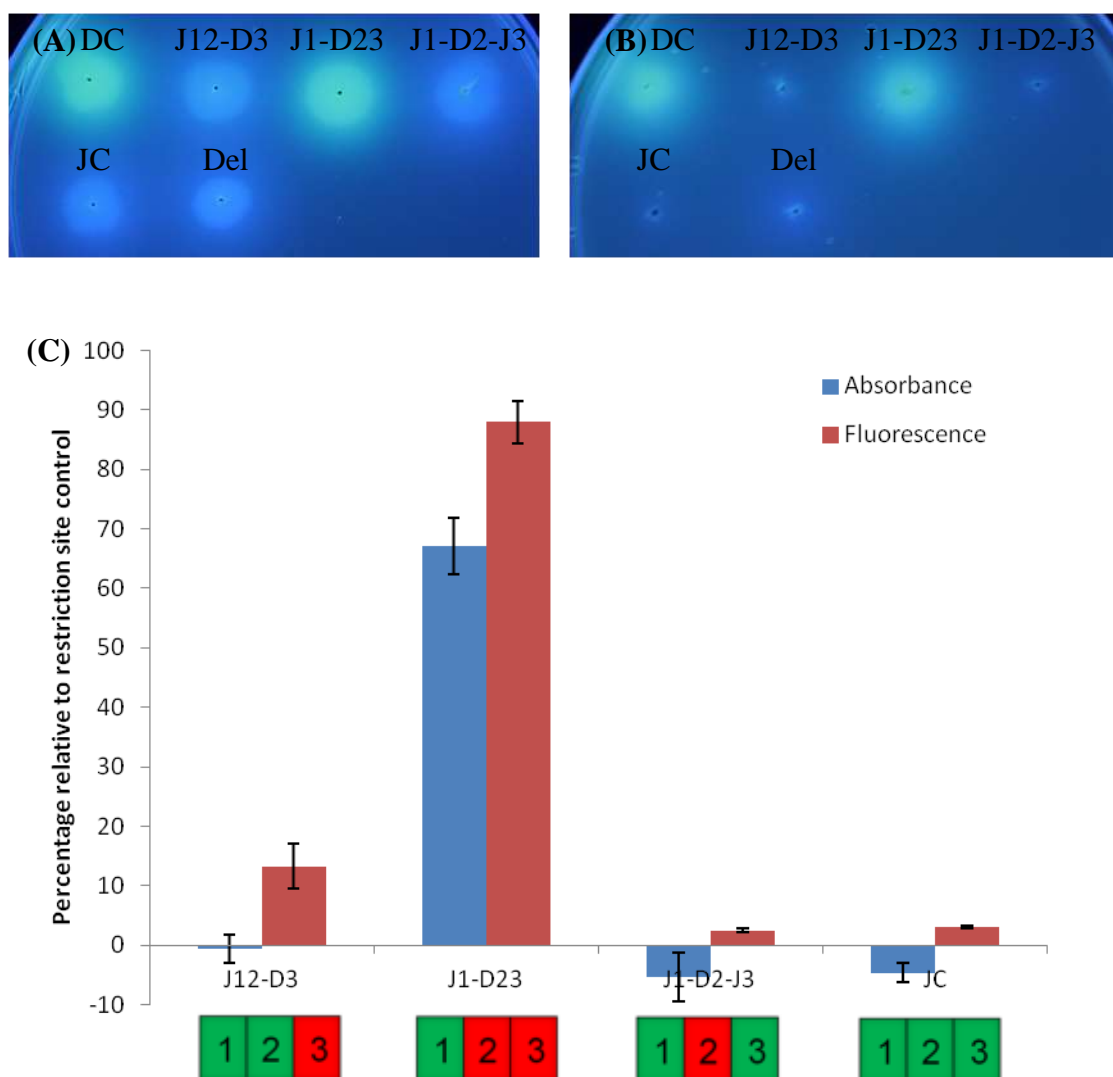 (A) DC J12-D3 J1-D23 J1-D2-J3
JC Del
(B) DC J12-D3 J1-D23 J1-D2-J3
JC Del
(C)
Percentage relative to restriction site control
100
90
80
70
60
50
40
30
20
10
0
-10
Absorbance
Fluorescence
J12-D3 J1-D23 J1-D2-J3 JC
1 2 3 1 2 3 1 2 3 1 2 3